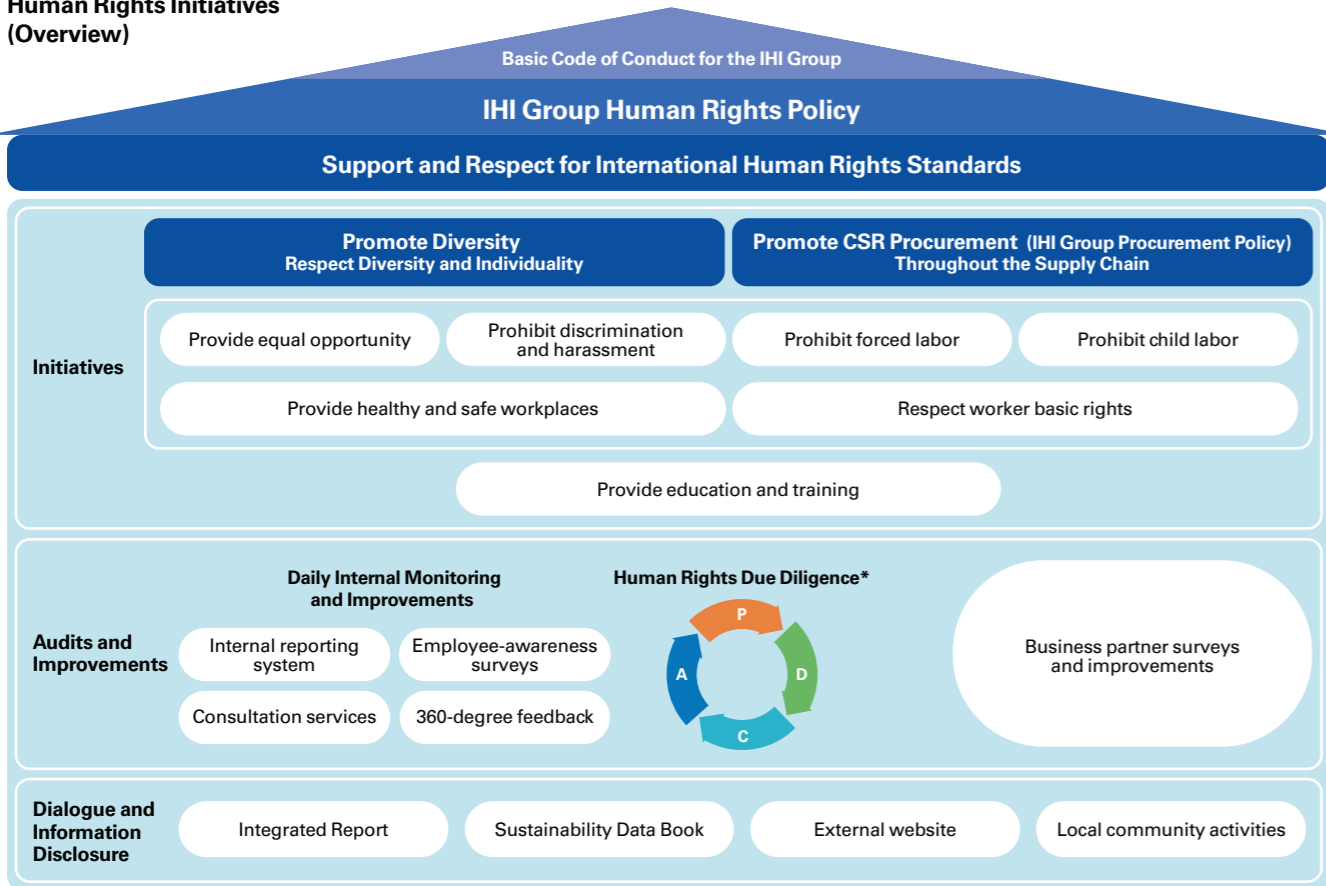 Human Rights Initiatives
(Overview)
Basic Code of Conduct for the IHI Group
IHI Group Human Rights Policy
Support and Respect for International Human Rights Standards
Initiatives
Promote Diversity
Respect Diversity and Individuality
Promote CSR Procurement (IHI Group Procurement Policy)
Throughout the Supply Chain
Provide equal opportunity
Prohibit discrimination
and harassment
Prohibit forced labor
Prohibit child labor
Provide healthy and safe workplaces
Respect worker basic rights
Provide education and training
Audits and
Improvements
Daily Internal Monitoring
and Improvements
Internal reporting
system
Employee-awareness
surveys
Consultation services
360-degree feedback
Human Rights Due Diligence*
P
D
C
A
Business partner surveys
and improvements
Dialogue and
Information
Disclosure
Integrated Report
Sustainability Data Book
External website
Local community activities